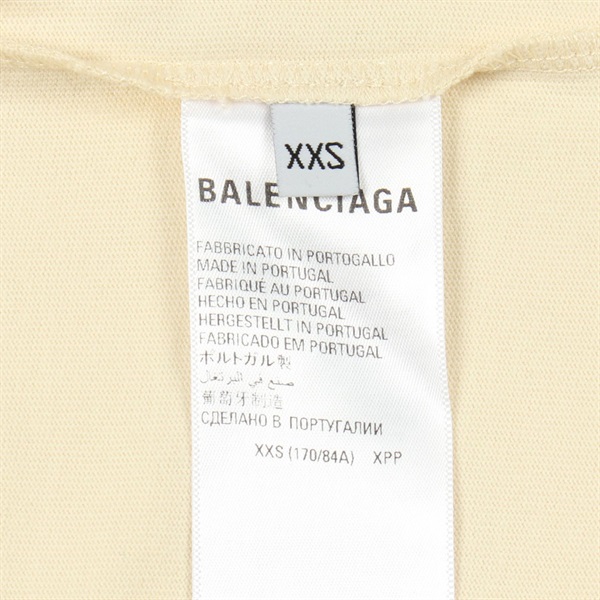 XXS
BALENCIAGA
FABBRICATO IN PORTOGALLO
MADE IN PORTUGAL
FABRIQUÉ AU PORTUGAL
HECHO EN PORTUGAL
HERGESTELLT IN PORTUGAL
FABRICADO EM PORTUGAL
ポルトガル製
صنع في البرتغال
葡萄牙制造
СДЕЛАНО В ПОРТУГАЛИИ
XXS (170/84A) XPP